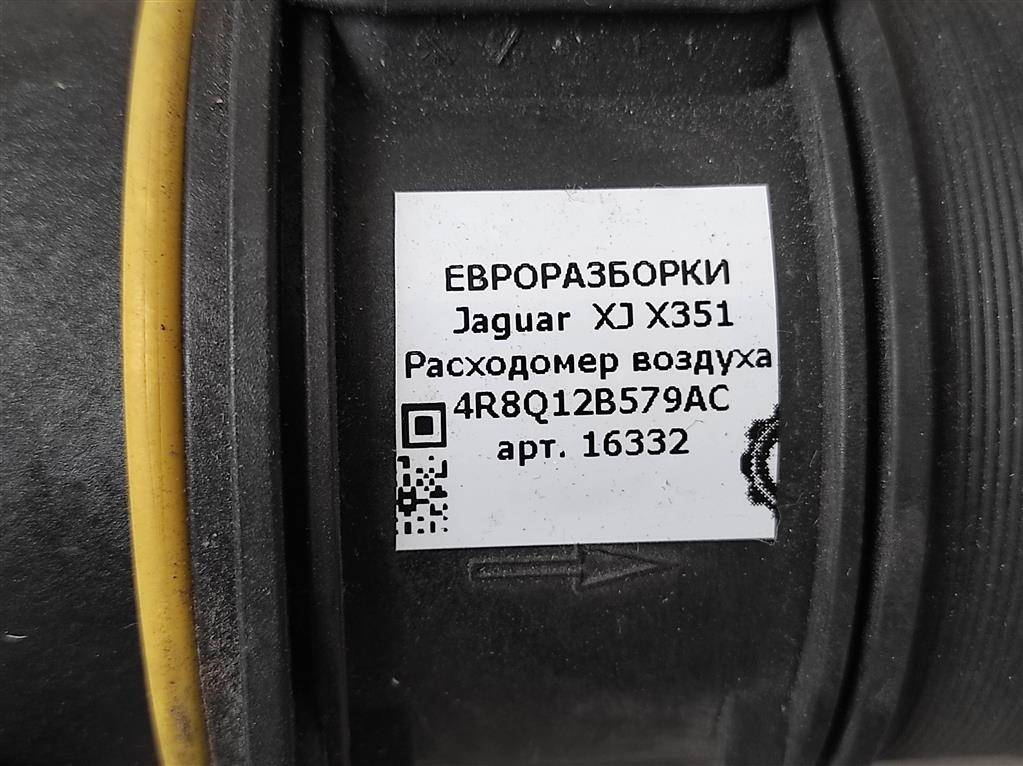 ЕВРОРАЗБОРКИ
Jaguar XJ X351
Расходомер воздуха
4R8Q12B579AC
арт. 16332